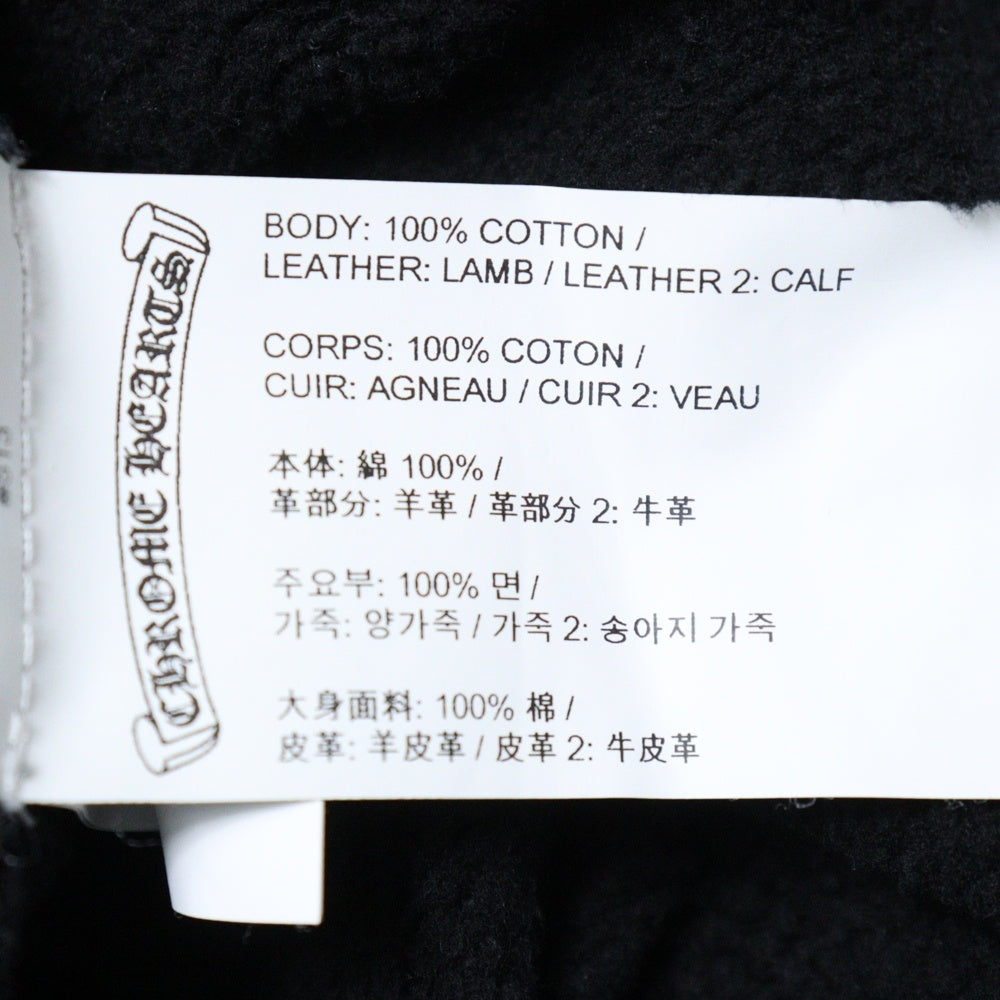 CHROME HEARTS
BODY: 100% COTTON /
LEATHER: LAMB / LEATHER 2: CALF
CORPS: 100% COTON /
CUIR: AGNEAU / CUIR 2: VEAU
本体: 綿 100% /
革部分: 羊革 / 革部分 2: 牛革
주요부: 100% 면 /
가죽: 양가죽 / 가죽 2: 송아지 가죽
大身面料: 100% 棉 /
皮革: 羊皮革 / 皮革 2: 牛皮革